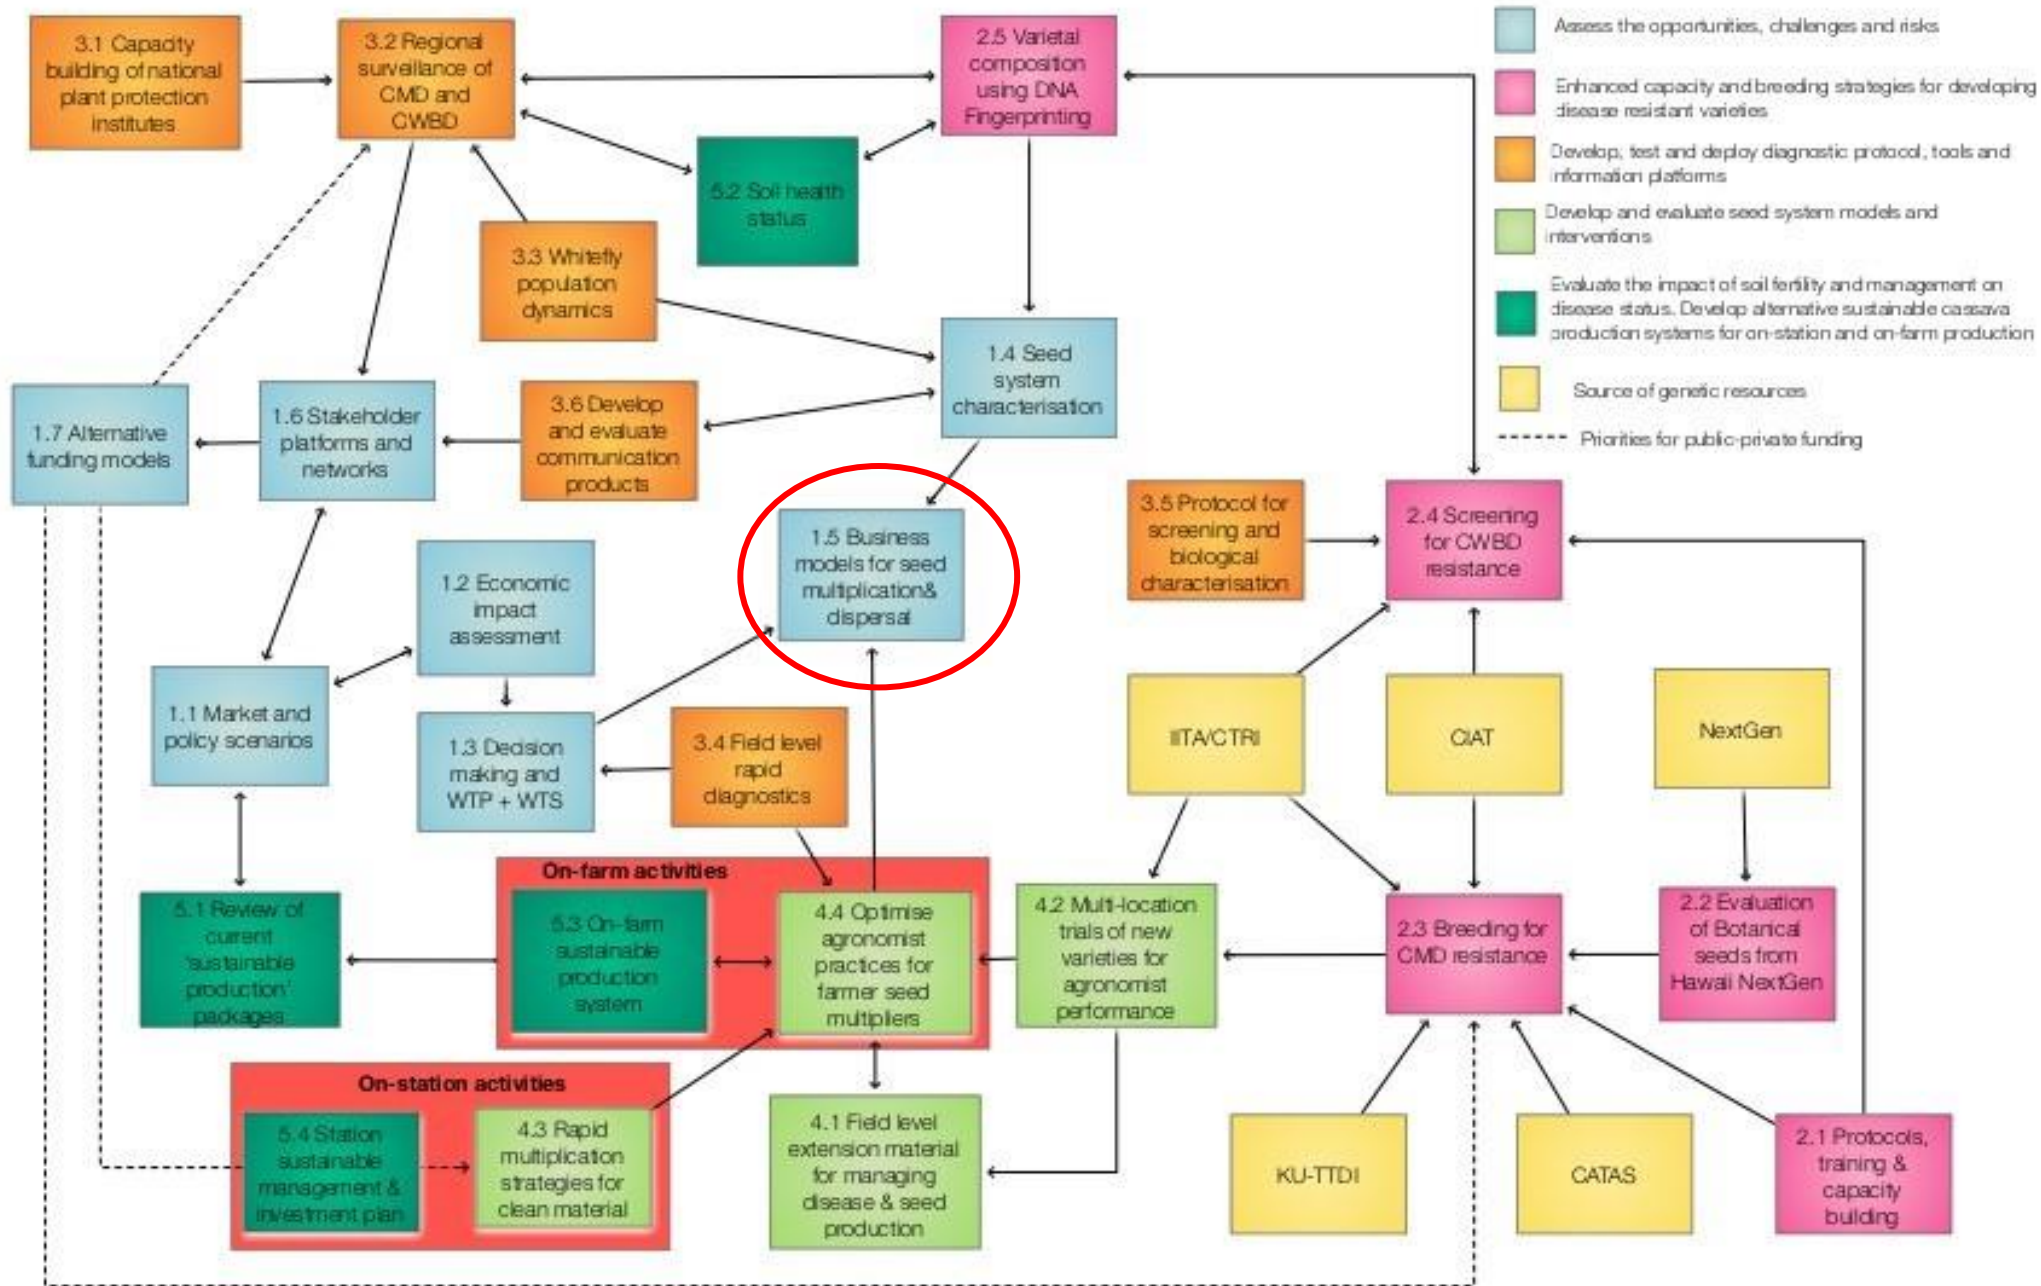 3.1 Capacity
building of national
plant protection
institutes
3.2 Regional
surveillance of
CMD and
CWBD
2.5 Varietal
composition
using DNA
Fingerprinting
5.2 Soil health
status
3.3 Whitefly
population
dynamics
1.4 Seed
system
characterisation
1.7 Alternative
funding models
1.6 Stakeholder
platforms and
networks
3.6 Develop
and evaluate
communication
products
1.5 Business
models for seed
multiplication&
dispersal
1.2 Economic
impact
assessment
1.1 Market and
policy scenarios
1.3 Decision
making and
WTP + WTS
3.4 Field level
rapid
diagnostics
3.5 Protocol for
screening and
biological
characterisation
2.4 Screening
for CWBD
resistance
IITA/CTRI
CIAT
NextGen
On-farm activities
5.1 Review of
current
'sustainable
production'
packages
5.3 On-farm
sustainable
production
system
4.4 Optimise
agronomist
practices for
farmer seed
multipliers
4.2 Multi-location
trials of new
varieties for
agronomist
performance
2.3 Breeding for
CMD resistance
2.2 Evaluation
of Botanical
seeds from
Hawaii NextGen
On-station activities
5.4 Station
sustainable
management &
investment plan
4.3 Rapid
multiplication
strategies for
clean material
4.1 Field level
extension material
for managing
disease & seed
production
KU-TTDI
CATAS
2.1 Protocols,
training &
capacity
building
Assess the opportunities, challenges and risks
Enhanced capacity and breeding strategies for developing
disease resistant varieties
Develop, test and deploy diagnostic protocol, tools and
information platforms
Develop and evaluate seed system models and
interventions
Evaluate the impact of soil fertility and management on
disease status. Develop alternative sustainable cassava
production systems for on-station and on-farm production
Source of genetic resources
Priorities for public-private funding